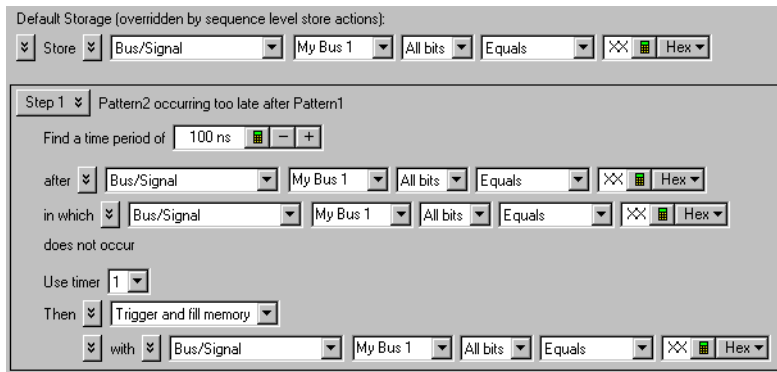 Default Storage (overridden by sequence level store actions):
Store Bus/Signal My Bus 1 All bits Equals XX Hex
Step 1 Pattern2 occurring too late after Pattern1
Find a time period of 100 ns − +
after Bus/Signal My Bus 1 All bits Equals XX Hex
in which Bus/Signal My Bus 1 All bits Equals XX Hex
does not occur
Use timer 1
Then Trigger and fill memory
with Bus/Signal My Bus 1 All bits Equals XX Hex